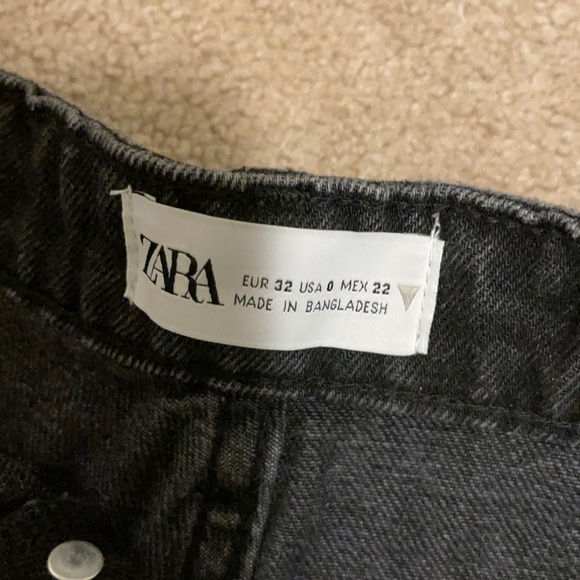 ZARA
EUR 32 USA 0 MEX 22
MADE IN BANGLADESH